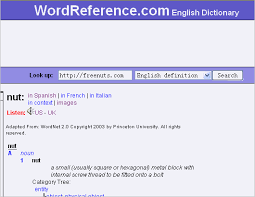 WordReference.com English Dictionary
Look up: http://freenuts.com English definition Search
nut: in Spanish | in French | in Italian
in context | images
Listen: US - UK
Adapted From: WordNet 2.0 Copyright 2003 by Princeton University. All rights
reserved.
nut
A noun
1 nut
a small (usually square or hexagonal) metal block with
internal screw thread to be fitted onto a bolt
Category Tree:
entity
object; physical object